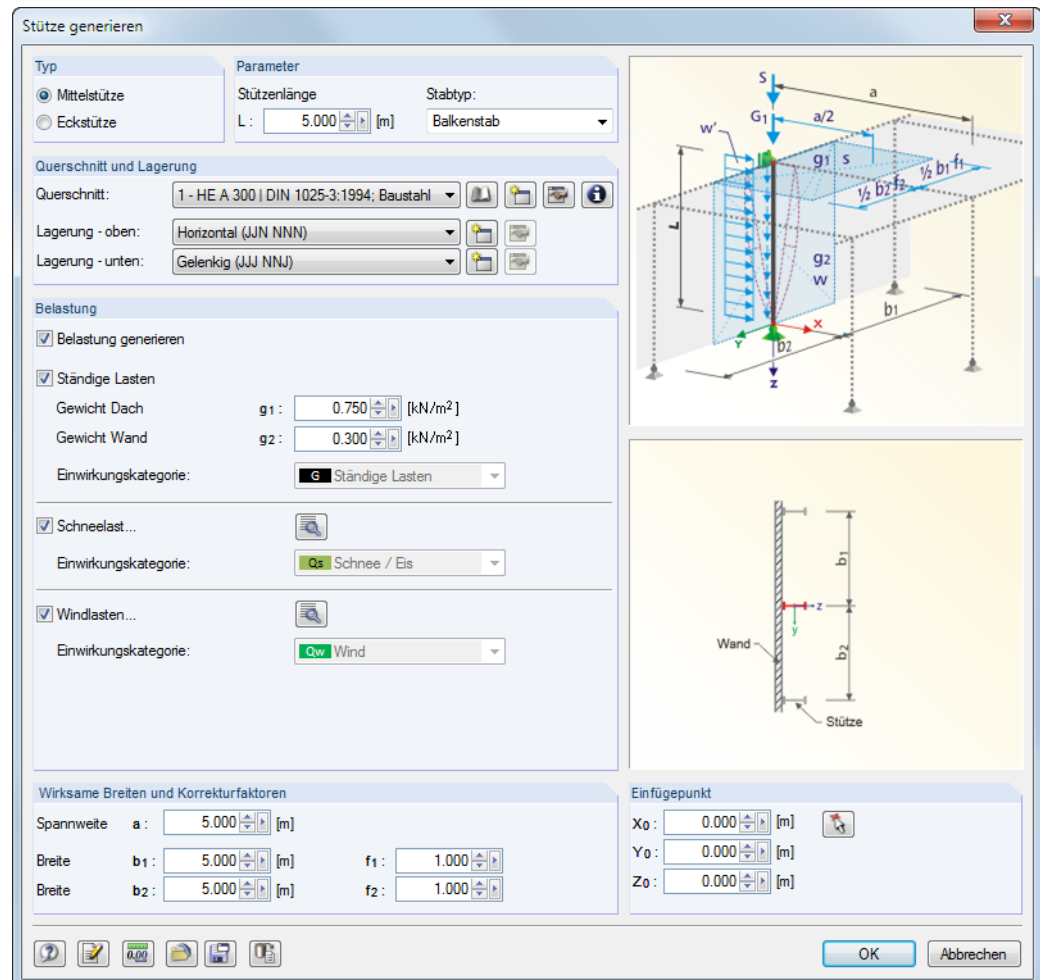 Stütze generieren
Typ
Mittelstütze
Eckstütze
Parameter
Stützenlänge
L : 5.000 [m]
Stabtyp:
Balkenstab
Querschnitt und Lagerung
Querschnitt: 1 - HE A 300 | DIN 1025-3:1994; Baustahl
Lagerung - oben: Horizontal (JJN NNN)
Lagerung - unten: Gelenkig (JJJ NNJ)
Belastung
Belastung generieren
Ständige Lasten
Gewicht Dach g1 : 0.750 [kN/m²]
Gewicht Wand g2 : 0.300 [kN/m²]
Einwirkungskategorie: G Ständige Lasten
Schneelast...
Einwirkungskategorie: Qs Schnee / Eis
Windlasten...
Einwirkungskategorie: Qw Wind
S
a
G1
a/2
w'
g1 s
½ b2 f2
½ b1 f1
L
g2
w
b1
X
Y
b2
Z
b1
z
y
Wand
b2
Stütze
Wirksame Breiten und Korrekturfaktoren
Spannweite a : 5.000 [m]
Breite b1 : 5.000 [m] f1 : 1.000
Breite b2 : 5.000 [m] f2 : 1.000
Einfügepunkt
X0 : 0.000 [m]
Y0 : 0.000 [m]
Z0 : 0.000 [m]
0.00
OK
Abbrechen